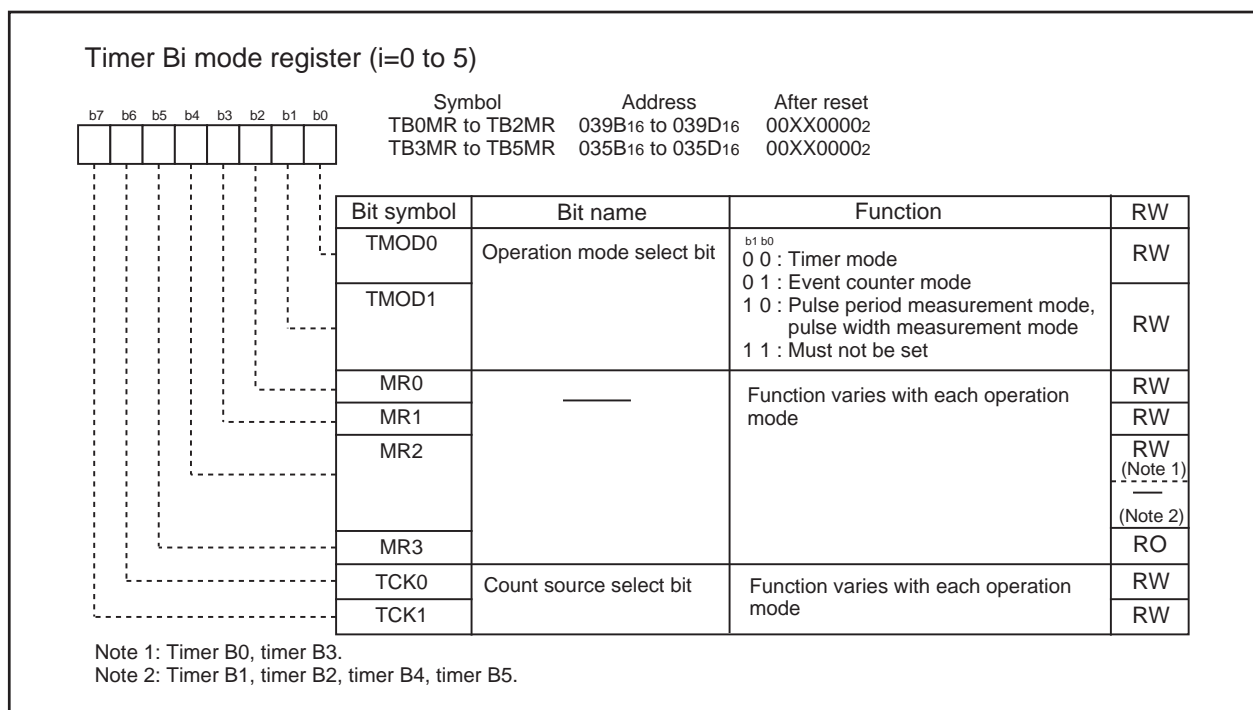 Timer Bi mode register (i=0 to 5)
b7 b6 b5 b4 b3 b2 b1 b0
Symbol Address After reset
TB0MR to TB2MR 039B16 to 039D16 00XX00002
TB3MR to TB5MR 035B16 to 035D16 00XX00002
Bit symbol Bit name Function RW
TMOD0 Operation mode select bit b1 b0 RW
0 0 : Timer mode
0 1 : Event counter mode
TMOD1 1 0 : Pulse period measurement mode,
pulse width measurement mode RW
1 1 : Must not be set
MR0 Function varies with each operation RW
MR1 mode RW
MR2 RW
(Note 1)
(Note 2)
MR3 RO
TCK0 Count source select bit Function varies with each operation RW
TCK1 mode RW
Note 1: Timer B0, timer B3.
Note 2: Timer B1, timer B2, timer B4, timer B5.